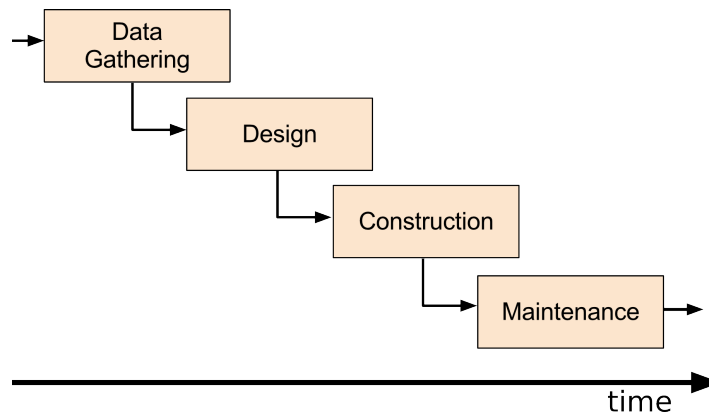 Data
Gathering
Design
Construction
Maintenance
time